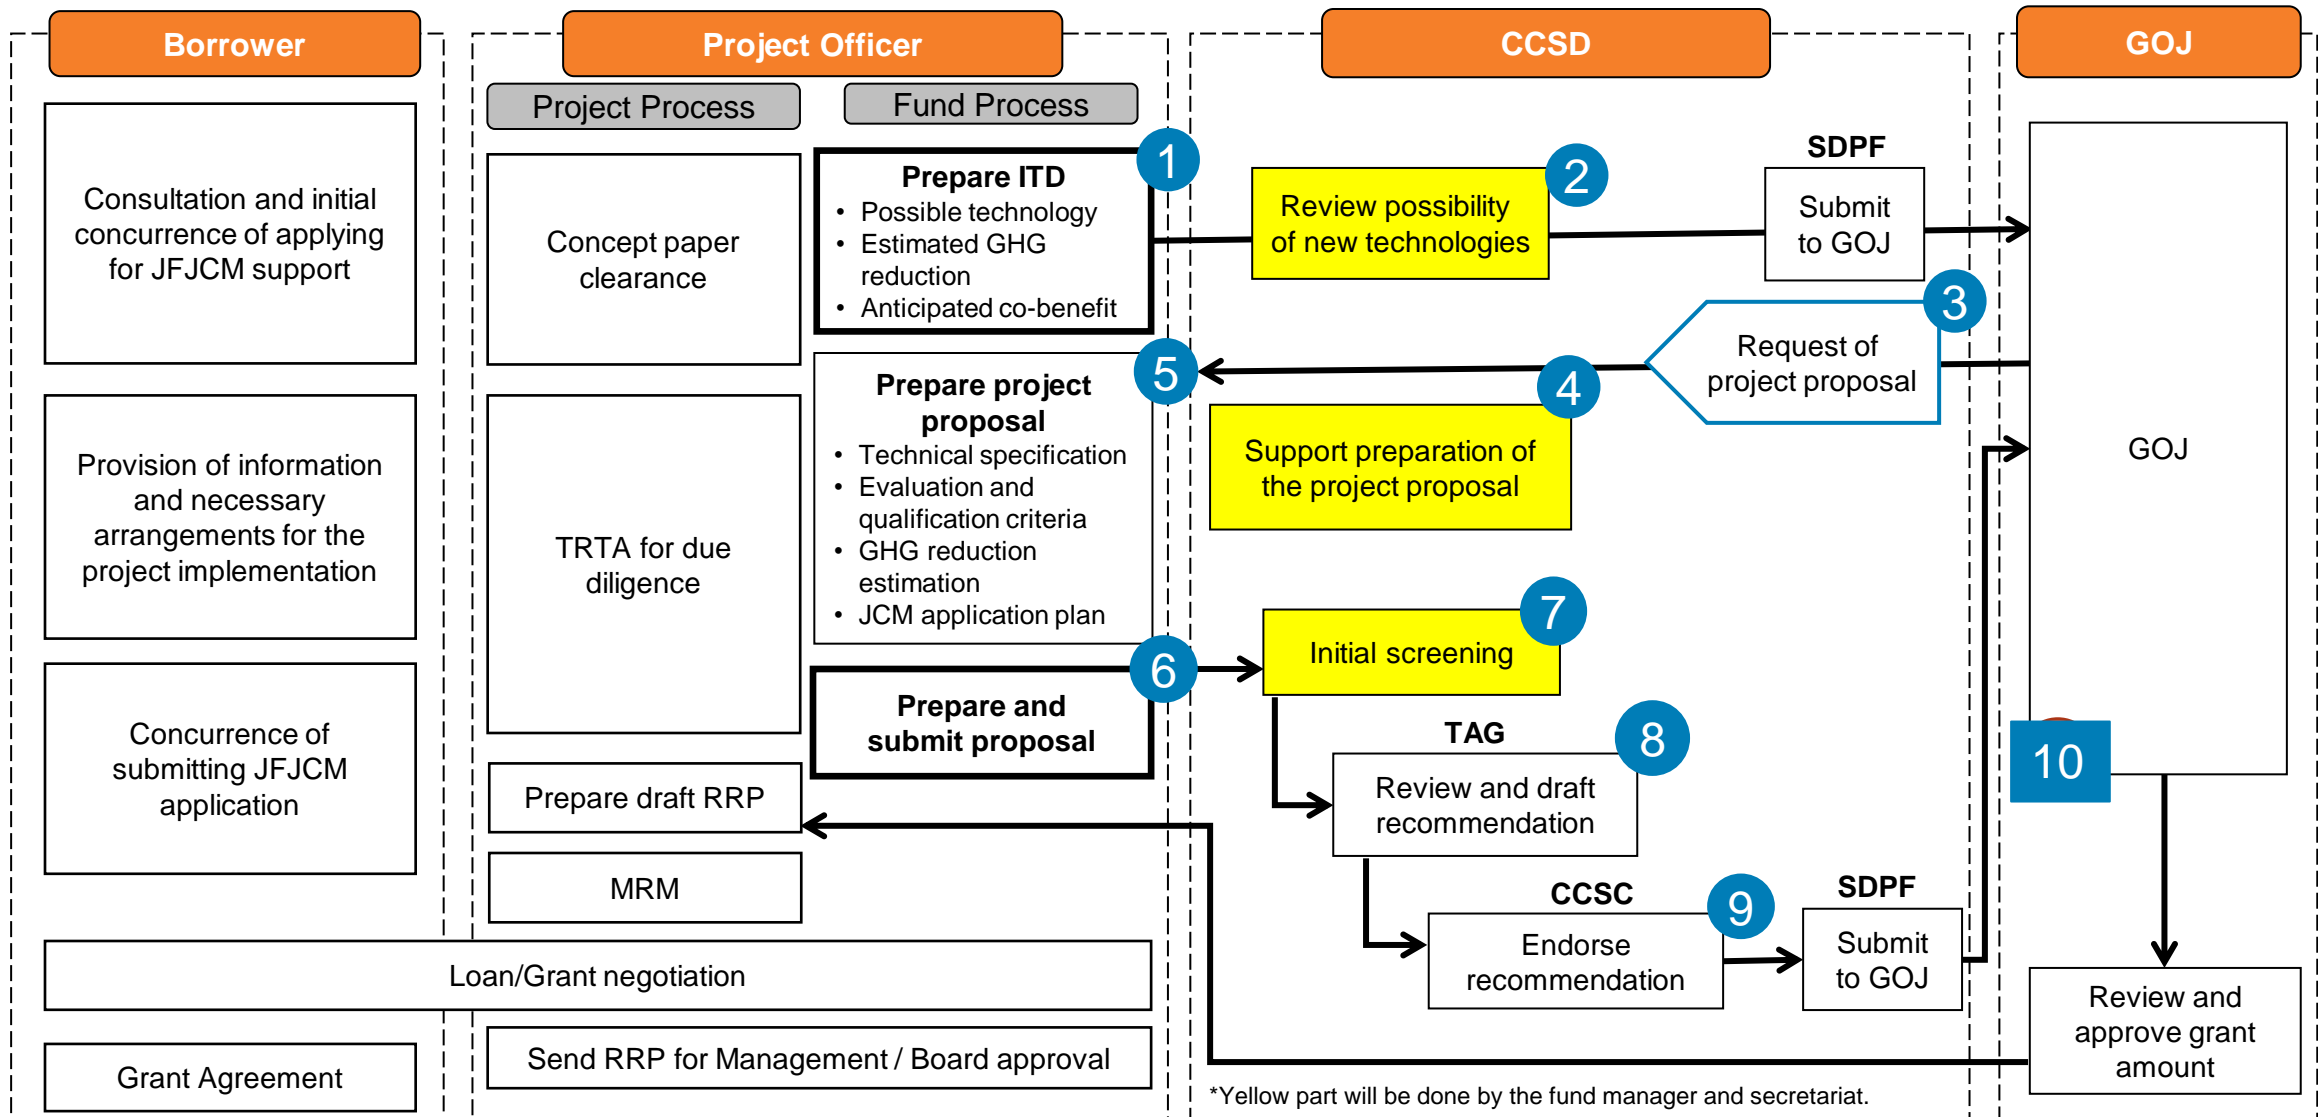 Borrower
Project Officer
CCSD
GOJ
Project Process
Fund Process
Consultation and initial
concurrence of applying
for JFJCM support
Provision of information
and necessary
arrangements for the
project implementation
Concurrence of
submitting JFJCM
application
Concept paper
clearance
TRTA for due
diligence
Prepare draft RRP
MRM
Loan/Grant negotiation
Grant Agreement
Send RRP for Management / Board approval
1
Prepare ITD
• Possible technology
• Estimated GHG
reduction
• Anticipated co-benefit
5
Prepare project
proposal
• Technical specification
• Evaluation and
qualification criteria
• GHG reduction
estimation
• JCM application plan
6
Prepare and
submit proposal
2
Review possibility
of new technologies
SDPF
Submit
to GOJ
3
Request of
project proposal
4
Support preparation of
the project proposal
7
Initial screening
TAG
8
Review and draft
recommendation
CCSC
9
Endorse
recommendation
SDPF
Submit
to GOJ
*Yellow part will be done by the fund manager and secretariat.
GOJ
10
Review and
approve grant
amount